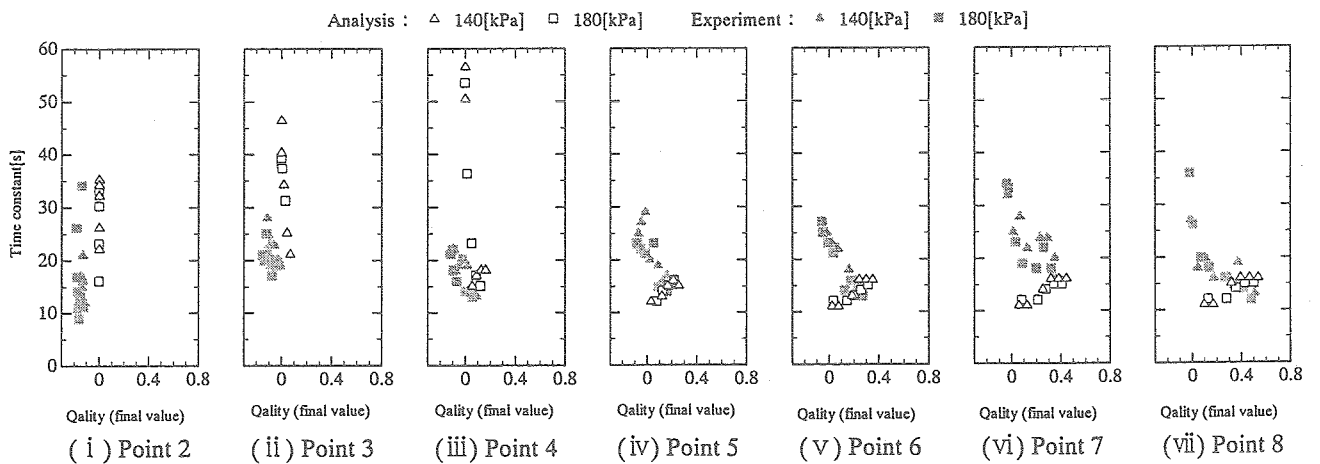 Analysis : △ 140[kPa] □ 180[kPa] Experiment : ▲ 140[kPa] ■ 180[kPa]
60
50
40
30
20
10
0
Time constant[s]
0 0.4 0.8
0 0.4 0.8
0 0.4 0.8
0 0.4 0.8
0 0.4 0.8
0 0.4 0.8
0 0.4 0.8
Qality (final value)
Qality (final value)
Qality (final value)
Qality (final value)
Qality (final value)
Qality (final value)
Qality (final value)
(ⅰ) Point 2
(ⅱ) Point 3
(ⅲ) Point 4
(ⅳ) Point 5
(ⅴ) Point 6
(ⅵ) Point 7
(ⅶ) Point 8